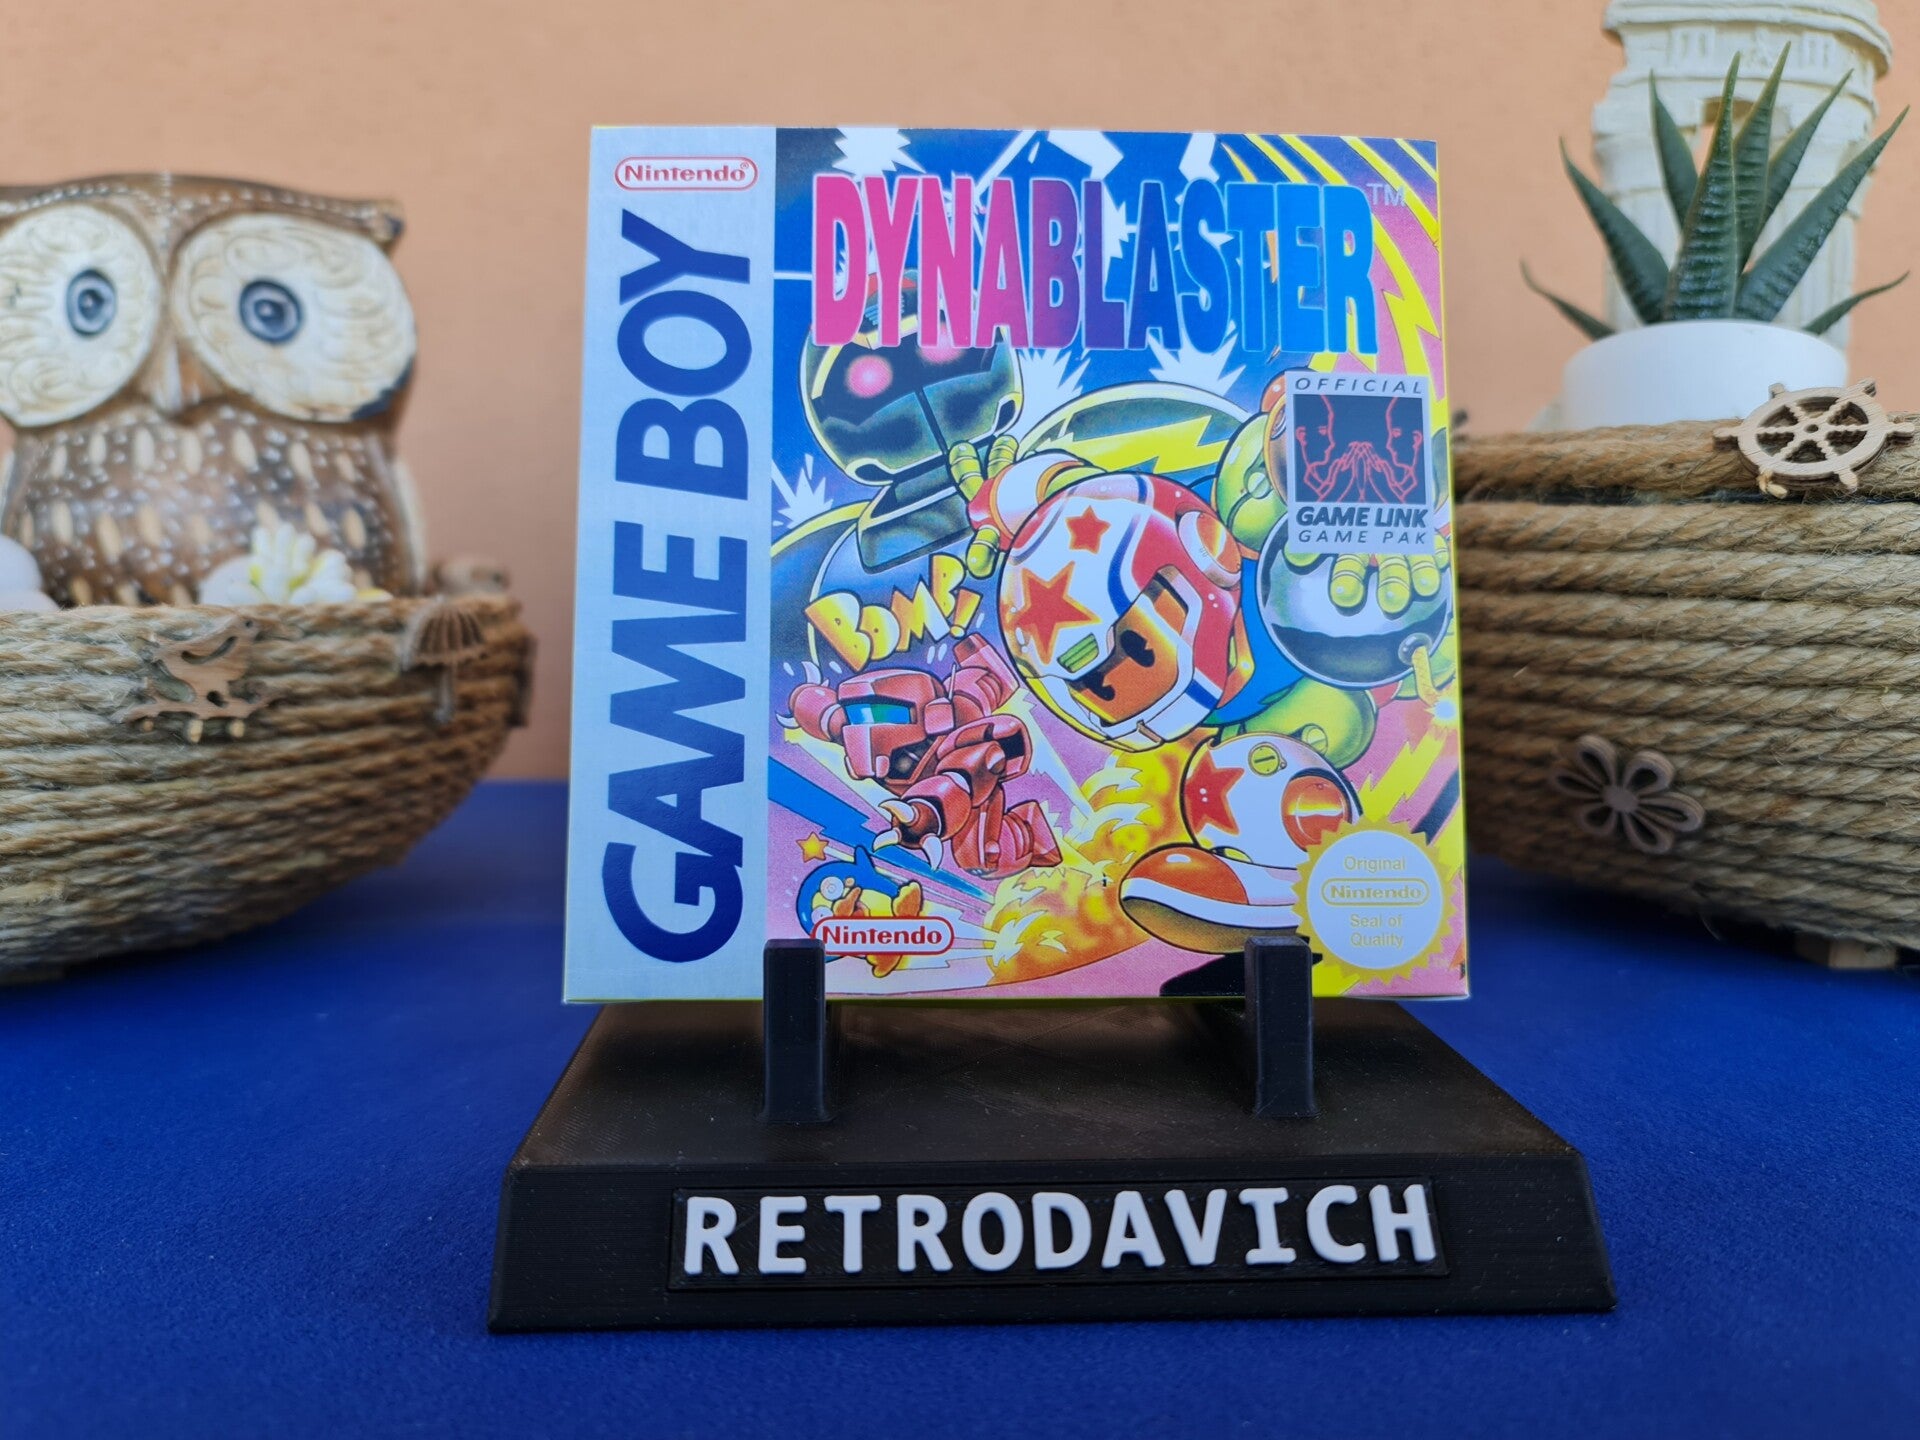 Nintendo®
GAME BOY
DYNABLASTER™
OFFICIAL
GAME LINK
GAME PAK
BOMB!
Original
Nintendo
Seal of
Quality
Nintendo
RETRODAVICH